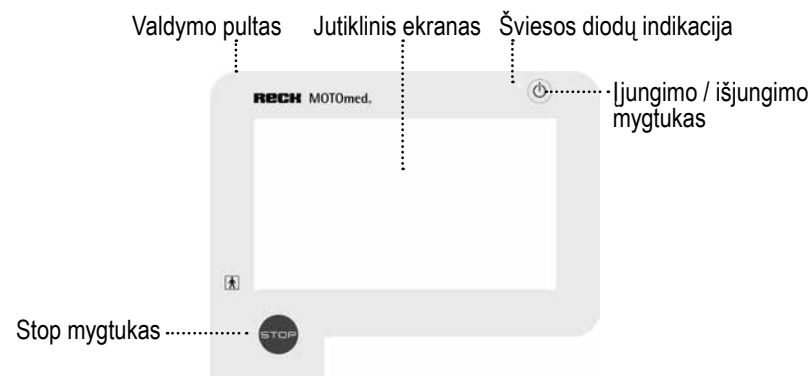 Valdymo pultas
Jutiklinis ekranas
Šviesos diodų indikacija
RECK MOTOmed.
Įjungimo / išjungimo
mygtukas
Stop mygtukas
STOP